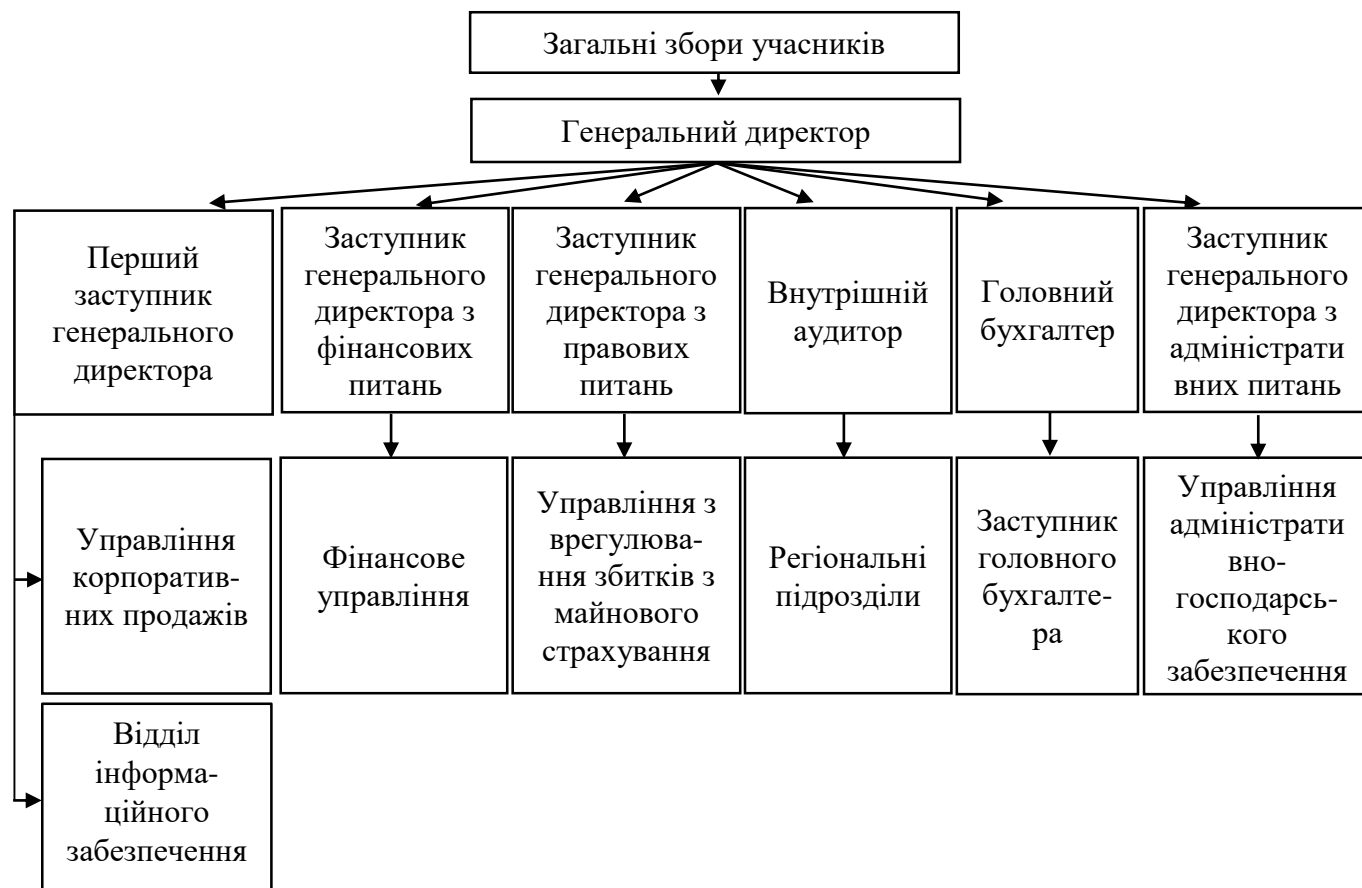 Загальні збори учасників
Генеральний директор
Перший
заступник
генерального
директора
Заступник
генерального
директора з
фінансових
питань
Заступник
генерального
директора з
правових
питань
Внутрішній
аудитор
Головний
бухгалтер
Заступник
генерального
директора з
адміністрати
вних питань
Управління
корпоратив-
них продажів
Фінансове
управління
Управління з
врегулюва-
ння збитків з
майнового
страхування
Регіональні
підрозділи
Заступник
головного
бухгалте-
ра
Управління
адміністрати
вно-
господарсь-
кого
забезпечення
Відділ
інформа-
ційного
забезпечення